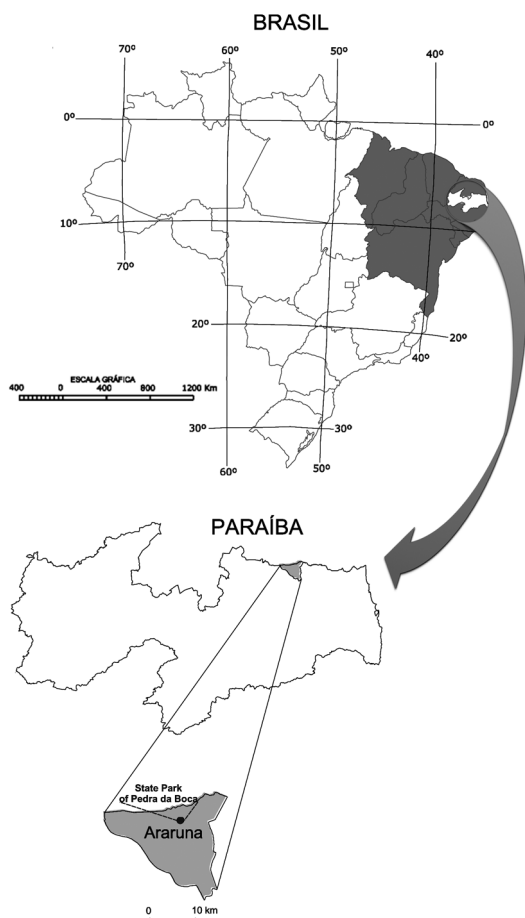 BRASIL
70º 60º 50º 40º
0º 0º
10º
70º
20º 20º
40º
ESCALA GRÁFICA
400 0 400 800 1200 Km
30º 30º
60º 50º
PARAÍBA
State Park
of Pedra da Boca
Araruna
0 10 km